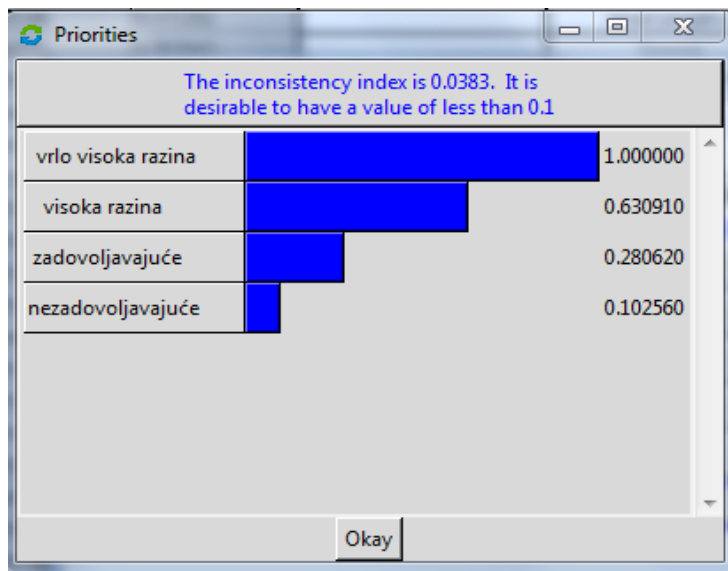 Priorities
The inconsistency index is 0.0383. It is
desirable to have a value of less than 0.1
vrlo visoka razina 1.000000
visoka razina 0.630910
zadovoljavajuće 0.280620
nezadovoljavajuće 0.102560
Okay